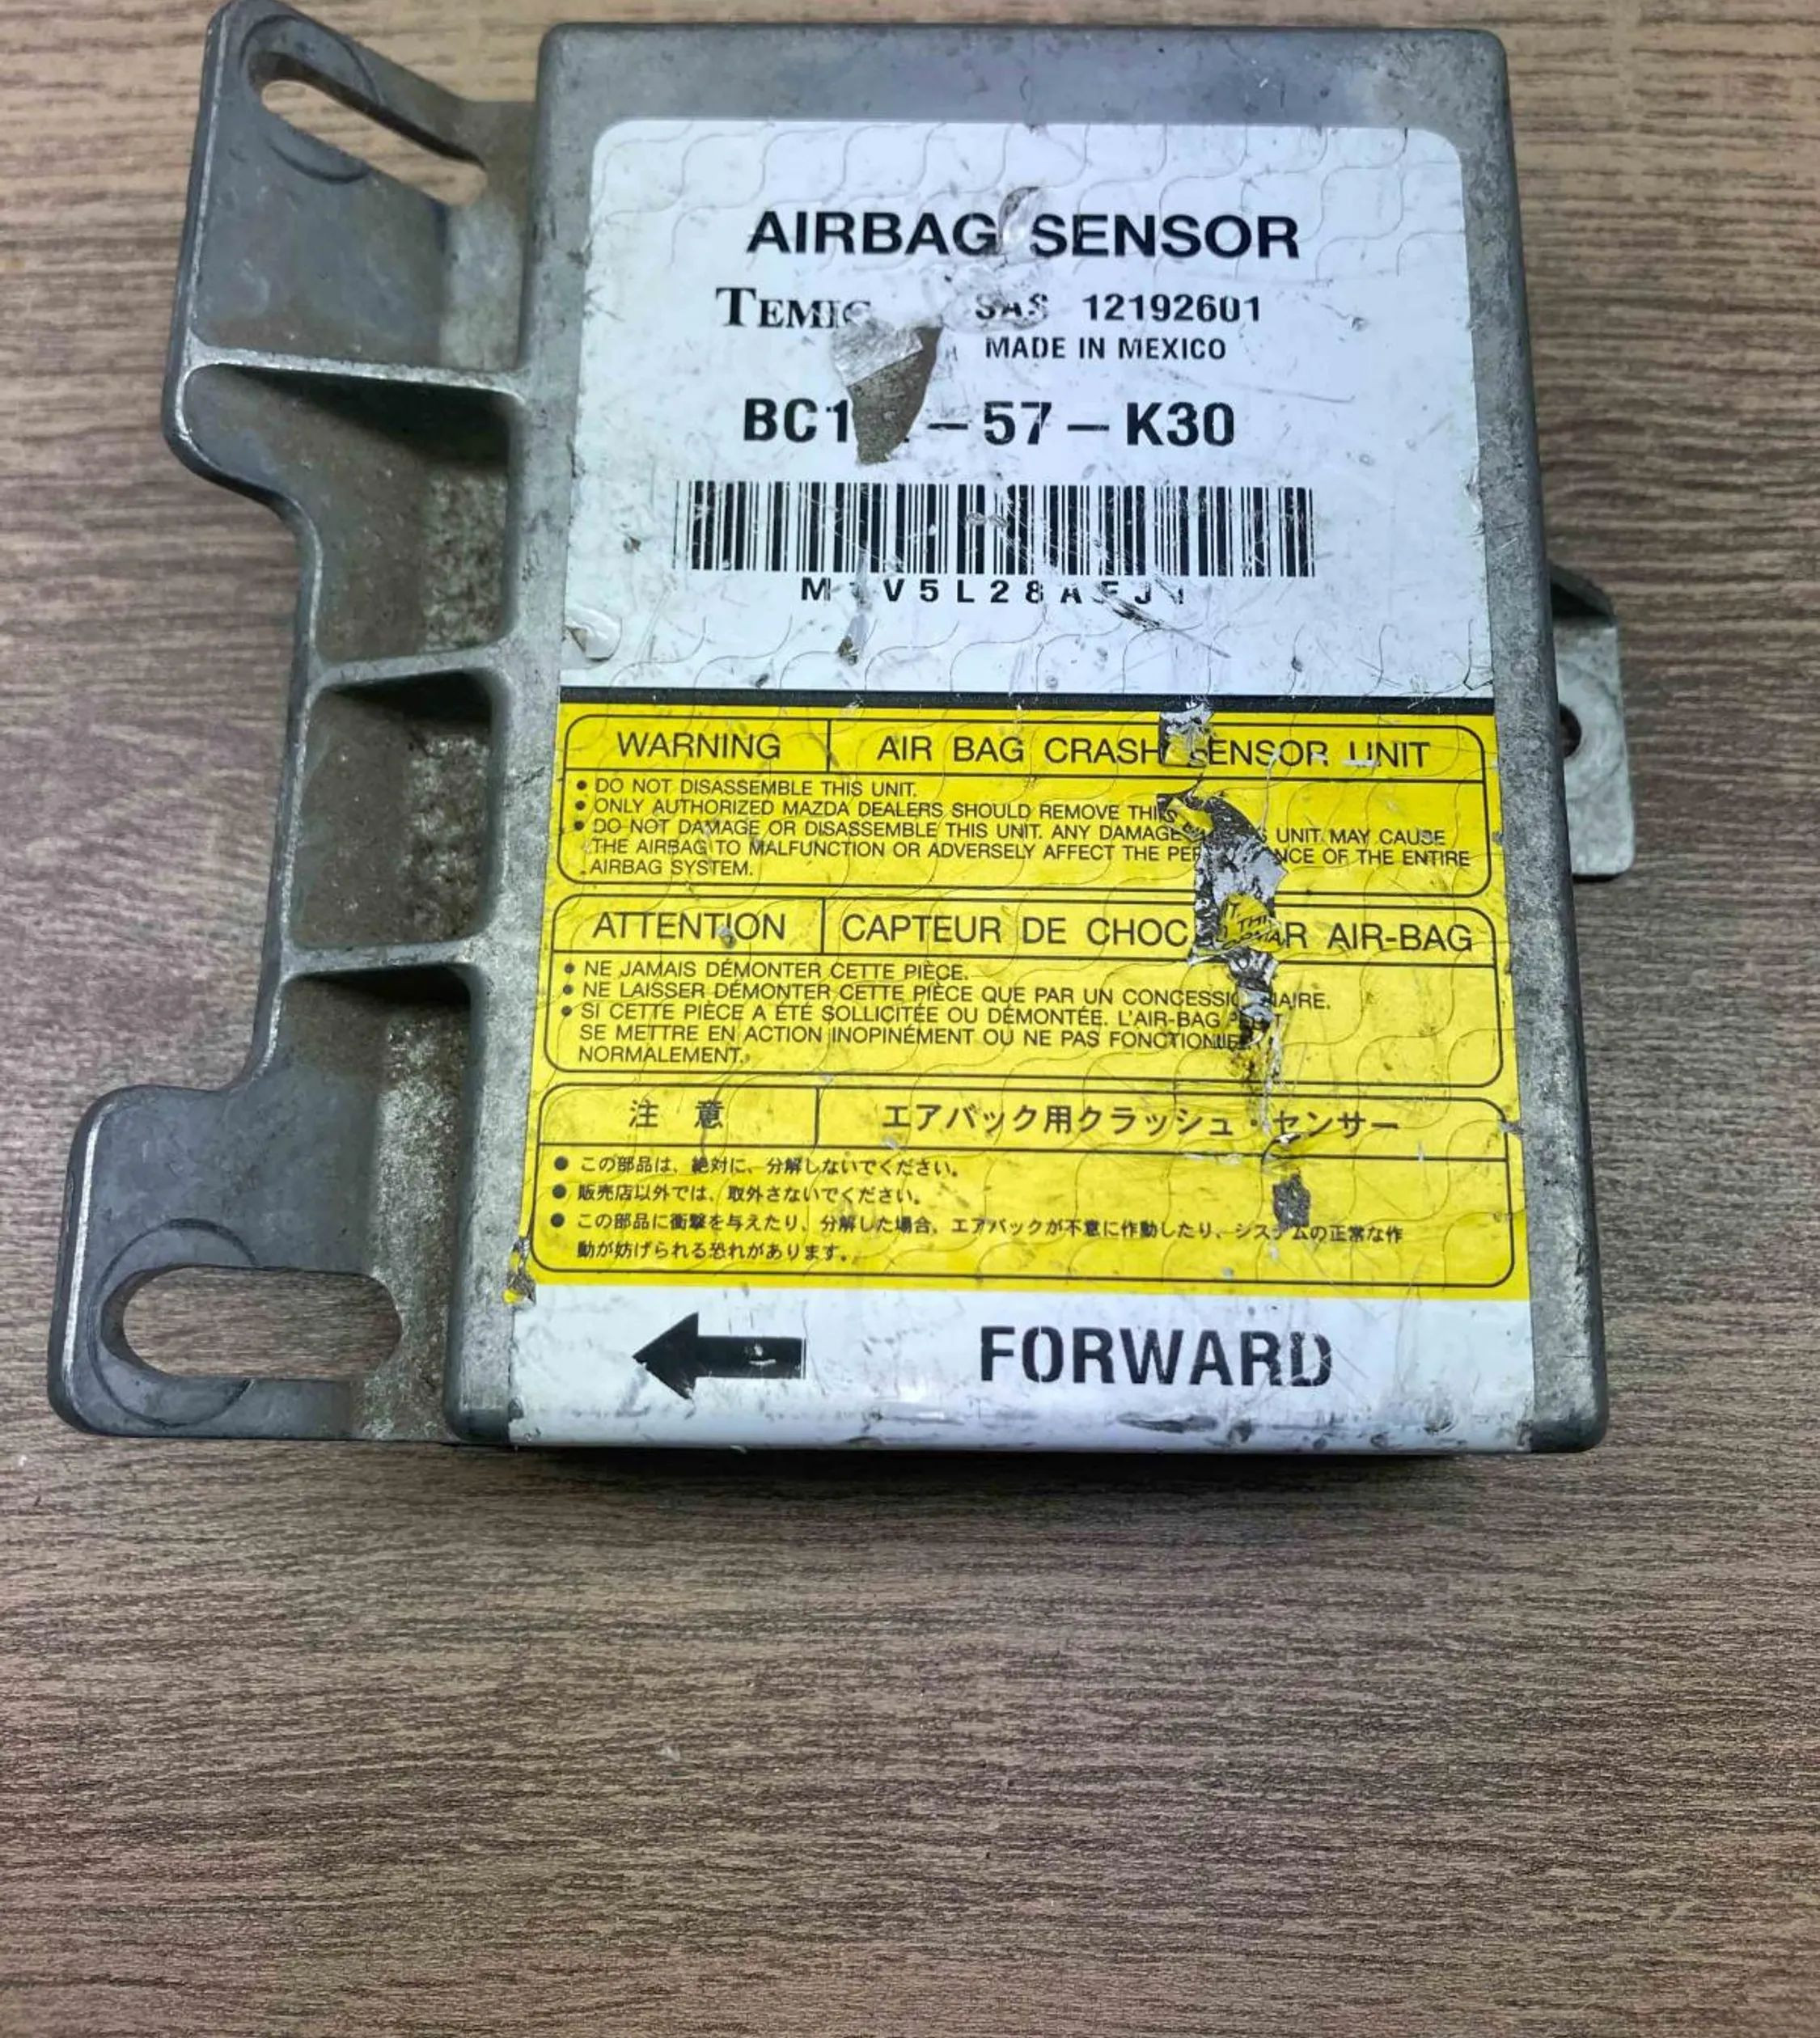 AIRBAG SENSOR
TEMIC SAS 12192601
MADE IN MEXICO
– 57 – K30
WARNING AIR BAG CRASH SENSOR UNIT
• DO NOT DISASSEMBLE THIS UNIT.
• ONLY AUTHORIZED MAZDA DEALERS SHOULD REMOVE THIS
• DO NOT DAMAGE OR DISASSEMBLE THIS UNIT. ANY DAMAGE UNIT MAY CAUSE
THE AIRBAG TO MALFUNCTION OR ADVERSELY AFFECT THE OF THE ENTIRE
AIRBAG SYSTEM.
ATTENTION CAPTEUR DE CHOC AIR-BAG
• NE JAMAIS DÉMONTER CETTE PIÈCE.
• NE LAISSER DÉMONTER CETTE PIÈCE QUE PAR UN CONCESSIONNAIRE.
• SI CETTE PIÈCE A ÉTÉ SOLLICITÉE OU DÉMONTÉE. L'AIR-BAG
SE METTRE EN ACTION INOPINÉMENT OU NE PAS FONCTIONNER
NORMALEMENT.
注 意 エアバック用クラッシュ・センサー
● この部品は、絶対に、分解しないでください。
● 販売店以外では、取外さないでください。
● この部品に衝撃を与えたり、分解した場合、エアバックが不意に作動したり、システムの正常な作
動が妨げられる恐れがあります。
FORWARD